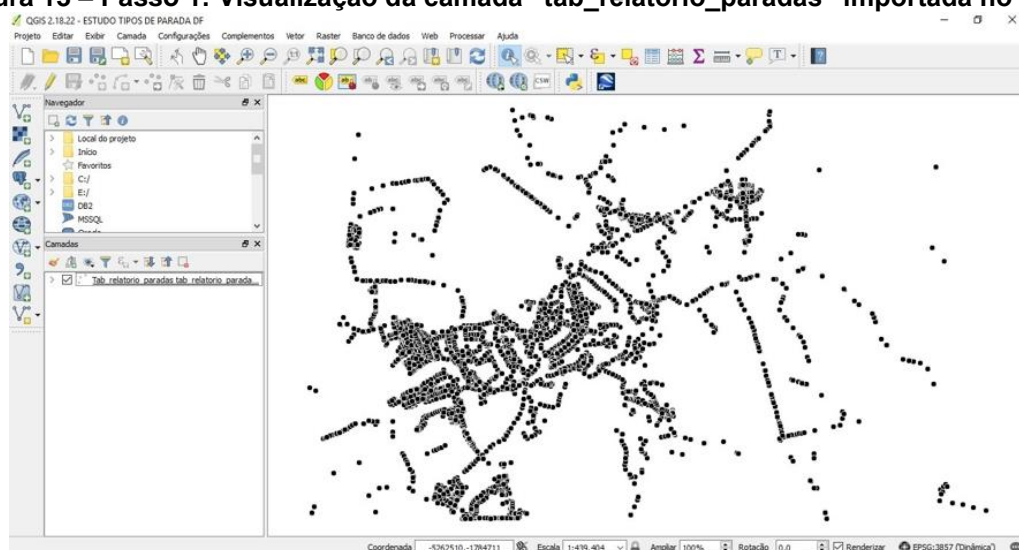 ura 15 – Passo 1: Visualização da camada "tab_relatorio_paradas" importada no
QGIS 2.18.22 - ESTUDO TIPOS DE PARADA DF
Projeto Editar Exibir Camada Configurações Complementos Vetor Raster Banco de dados Web Processar Ajuda
Navegador
Local do projeto
Início
Favoritos
C:/
E:/
DB2
MSSQL
Camadas
Tab_relatorio_paradas tab_relatorio_parada...
Coordenada -5262510,-1784711 Escala 1:439.404 Ampliar 100% Rotação 0,0 Renderizar EPSG:3857 (Dinâmica)